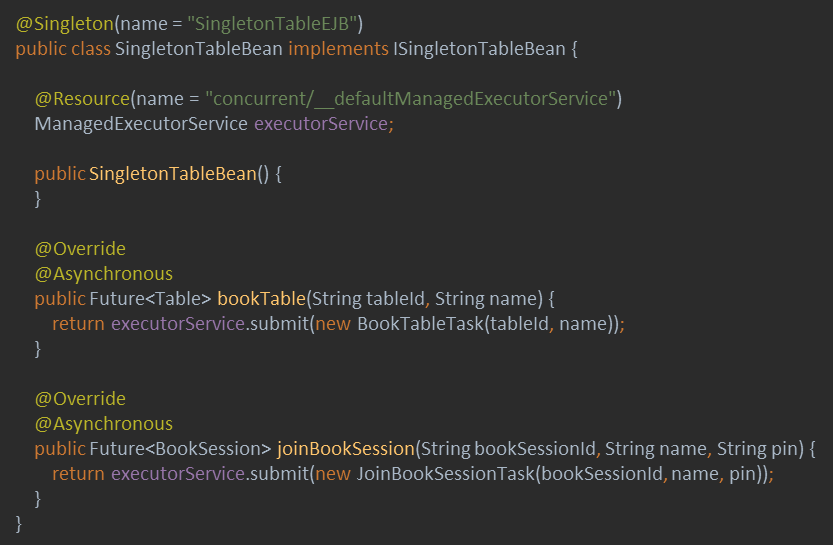 @Singleton(name = "SingletonTableEJB")
public class SingletonTableBean implements ISingletonTableBean {
@Resource(name = "concurrent/__defaultManagedExecutorService")
ManagedExecutorService executorService;
public SingletonTableBean() {
}
@Override
@Asynchronous
public Future<Table> bookTable(String tableId, String name) {
return executorService.submit(new BookTableTask(tableId, name));
}
@Override
@Asynchronous
public Future<BookSession> joinBookSession(String bookSessionId, String name, String pin) {
return executorService.submit(new JoinBookSessionTask(bookSessionId, name, pin));
}
}